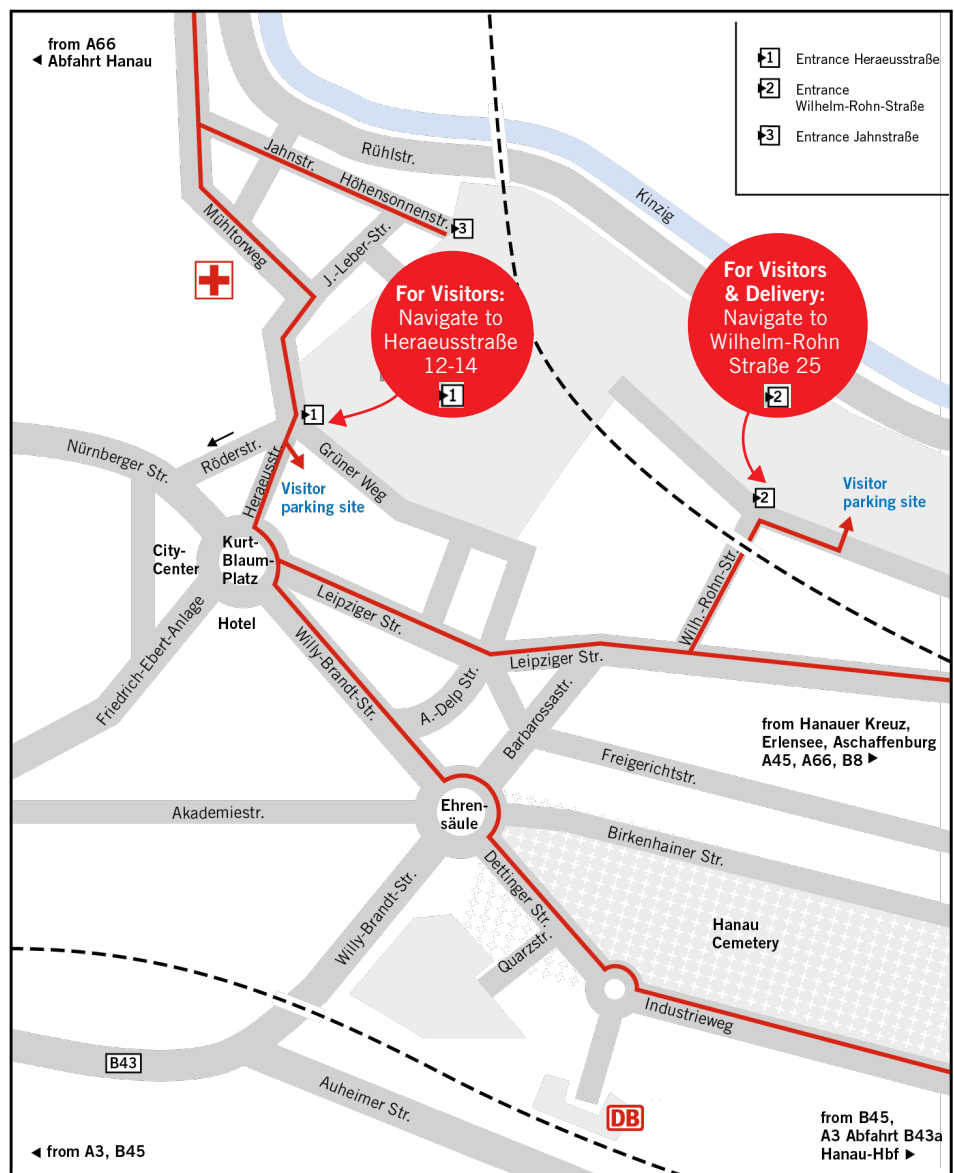 from A66
Abfahrt Hanau
1 Entrance Heraeusstraße
2 Entrance
Wilhelm-Rohn-Straße
3 Entrance Jahnstraße
Jahnstr.
Rühlstr.
Höhensonnenstr.
3
Kinzig
Mühltorweg
J.-Leber-Str.
For Visitors:
Navigate to
Heraeusstraße
12-14
1
For Visitors
& Delivery:
Navigate to
Wilhelm-Rohn
Straße 25
2
1
Nürnberger Str.
Röderstr.
Heraeusstr.
Grüner Weg
Visitor
parking site
2
Visitor
parking site
City-
Center
Kurt-
Blaum-
Platz
Hotel
Leipziger Str.
Wilh.-Rohn-Str.
Friedrich-Ebert-Anlage
Willy-Brandt-Str.
A.-Delp Str.
Leipziger Str.
Barbarossastr.
from Hanauer Kreuz,
Erlensee, Aschaffenburg
A45, A66, B8
Freigerichtstr.
Akademiestr.
Ehren-
säule
Birkenhainer Str.
Dettinger Str.
Willy-Brandt-Str.
Quarzstr.
Hanau
Cemetery
Industrieweg
B43
Auheimer Str.
DB
from A3, B45
from B45,
A3 Abfahrt B43a
Hanau-Hbf